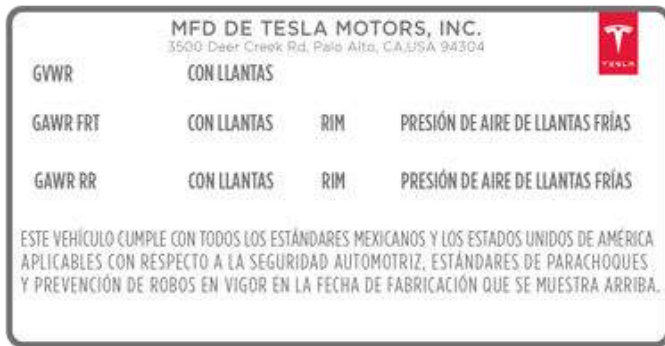 MFD DE TESLA MOTORS, INC.
3500 Deer Creek Rd, Palo Alto, CA,USA 94304
TESLA
GVWR CON LLANTAS
GAWR FRT CON LLANTAS RIM PRESIÓN DE AIRE DE LLANTAS FRÍAS
GAWR RR CON LLANTAS RIM PRESIÓN DE AIRE DE LLANTAS FRÍAS
ESTE VEHÍCULO CUMPLE CON TODOS LOS ESTÁNDARES MEXICANOS Y LOS ESTADOS UNIDOS DE AMÉRICA
APLICABLES CON RESPECTO A LA SEGURIDAD AUTOMOTRIZ, ESTÁNDARES DE PARACHOQUES
Y PREVENCIÓN DE ROBOS EN VIGOR EN LA FECHA DE FABRICACIÓN QUE SE MUESTRA ARRIBA.